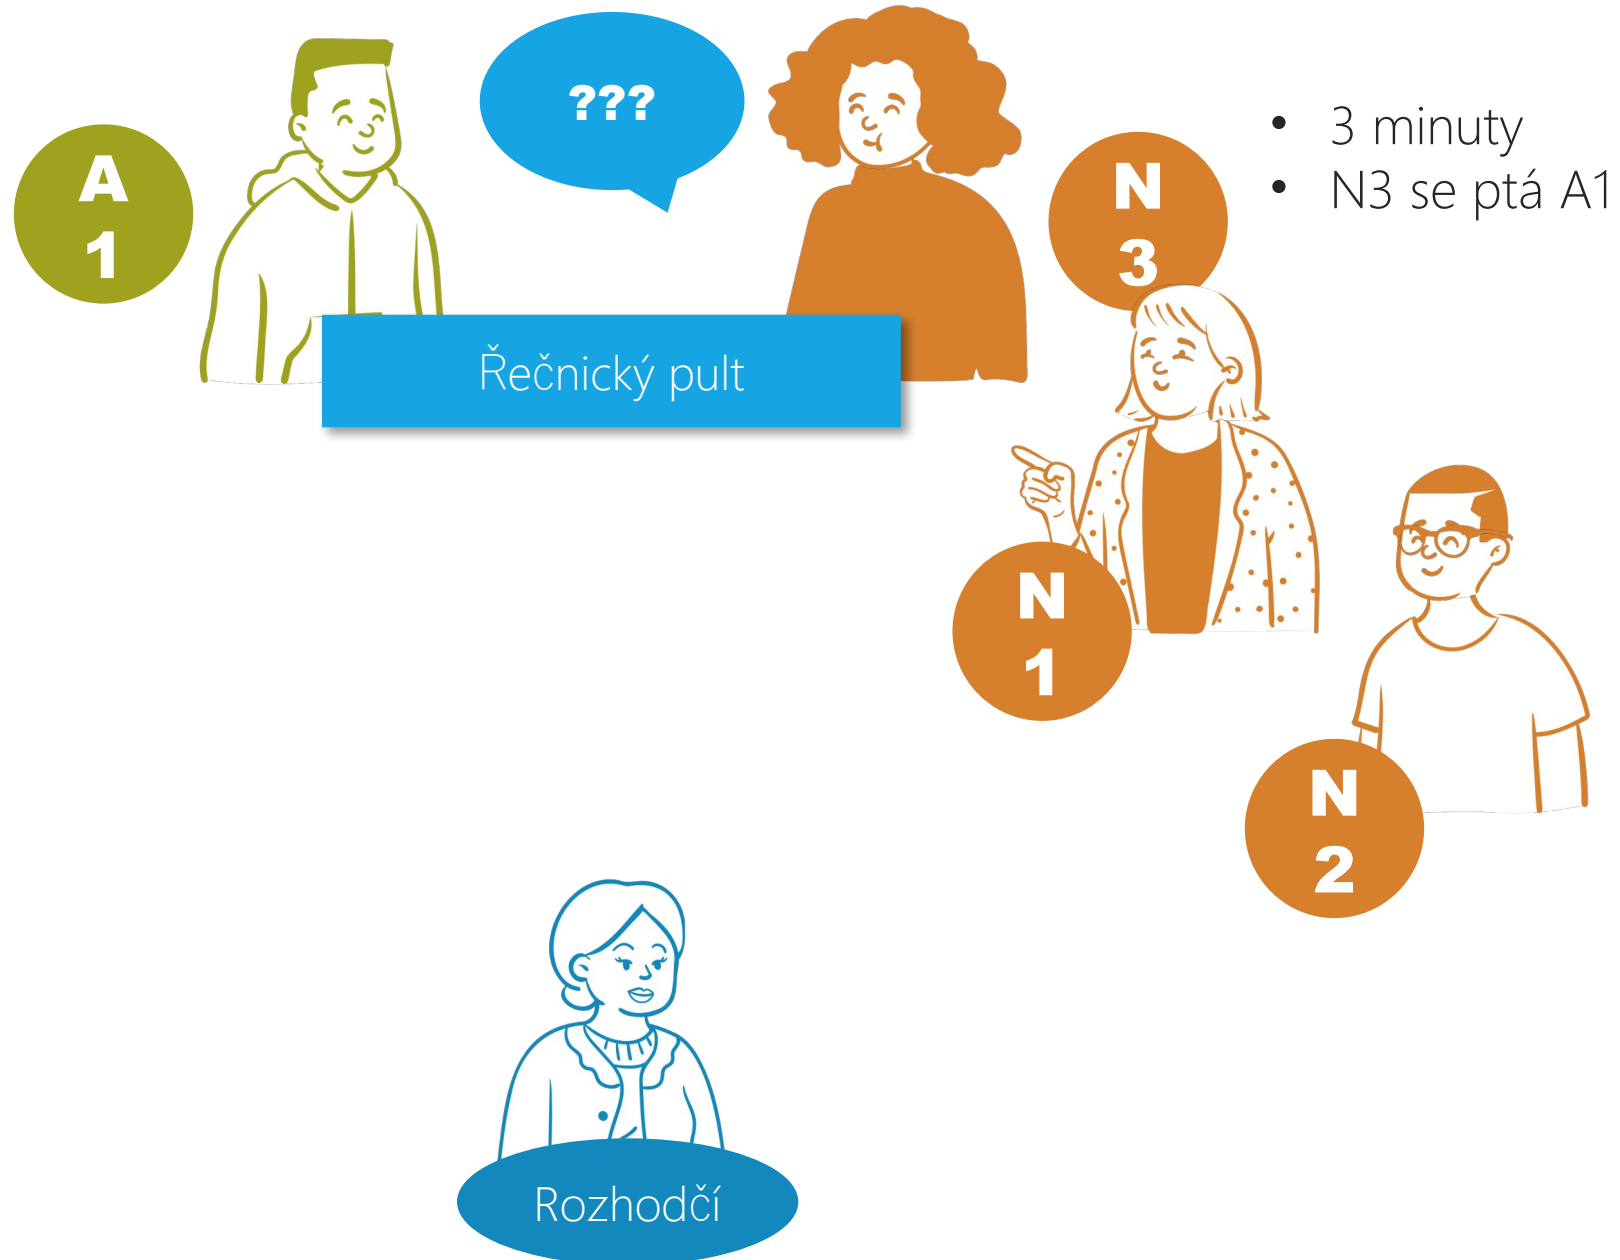 ???
A
1
N
3
• 3 minuty
• N3 se ptá A1
Řečnický pult
N
1
N
2
Rozhodčí